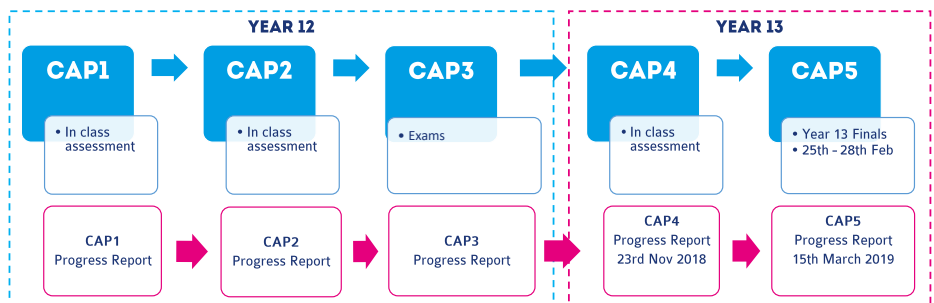 YEAR 12
YEAR 13
CAP1
CAP2
CAP3
CAP4
CAP5
• In class
assessment
• In class
assessment
• Exams
• In class
assessment
• Year 13 Finals
• 25th – 28th Feb
CAP1
Progress Report
CAP2
Progress Report
CAP3
Progress Report
CAP4
Progress Report
23rd Nov 2018
CAP5
Progress Report
15th March 2019